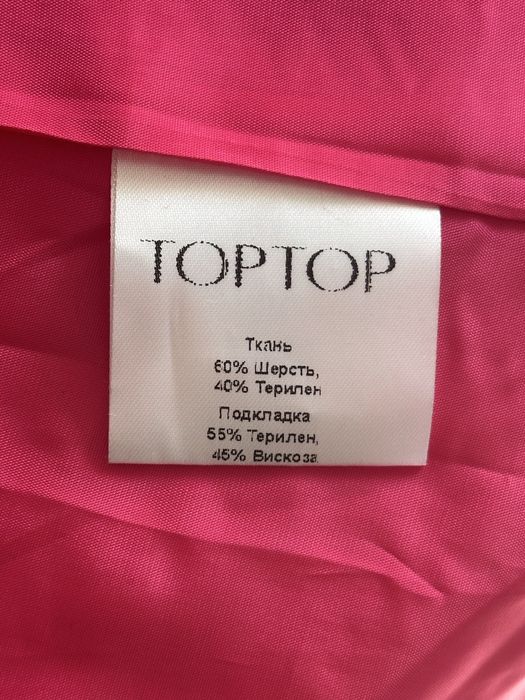 TOPTOP
Ткань
60% Шерсть,
40% Терилен
Подкладка
55% Терилен,
45% Вискоза